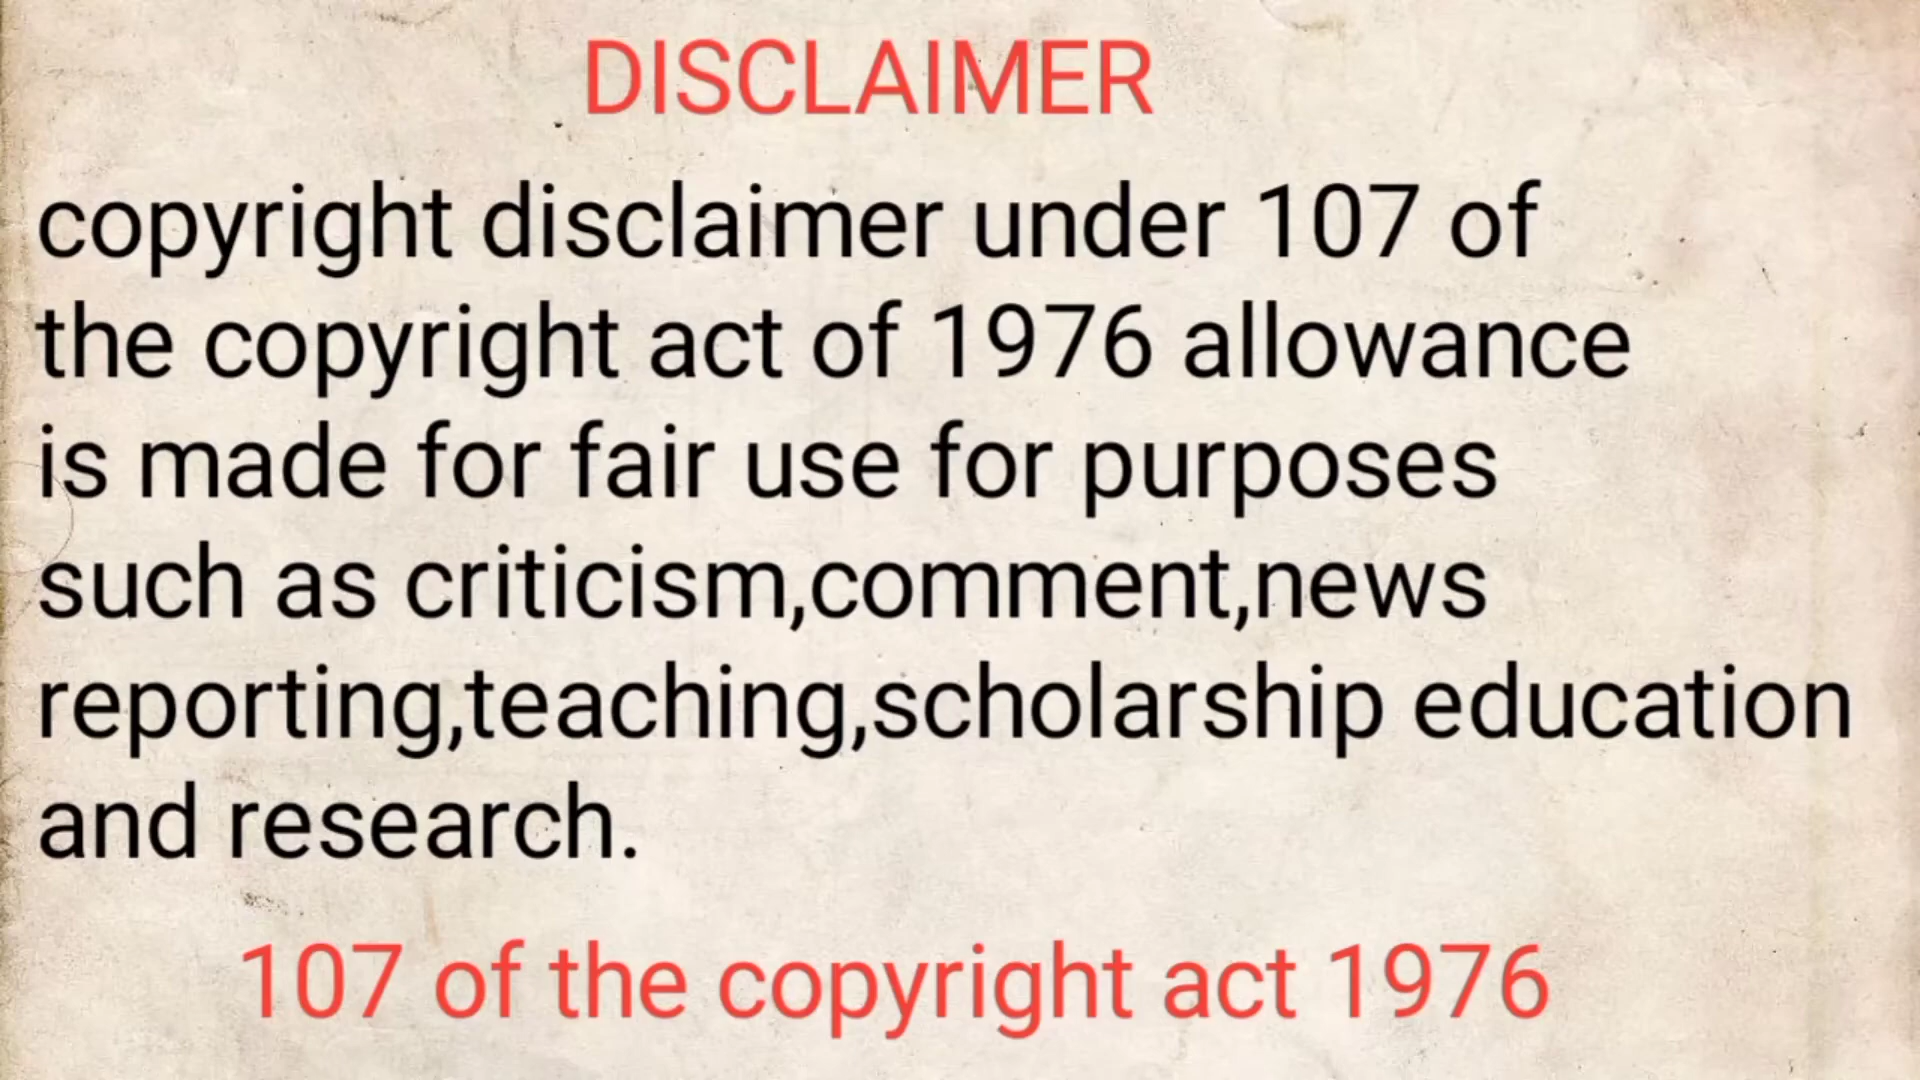 DISCLAIMER
copyright disclaimer under 107 of
the copyright act of 1976 allowance
is made for fair use for purposes
such as criticism,comment,news
reporting,teaching,scholarship education
and research.
107 of the copyright act 1976